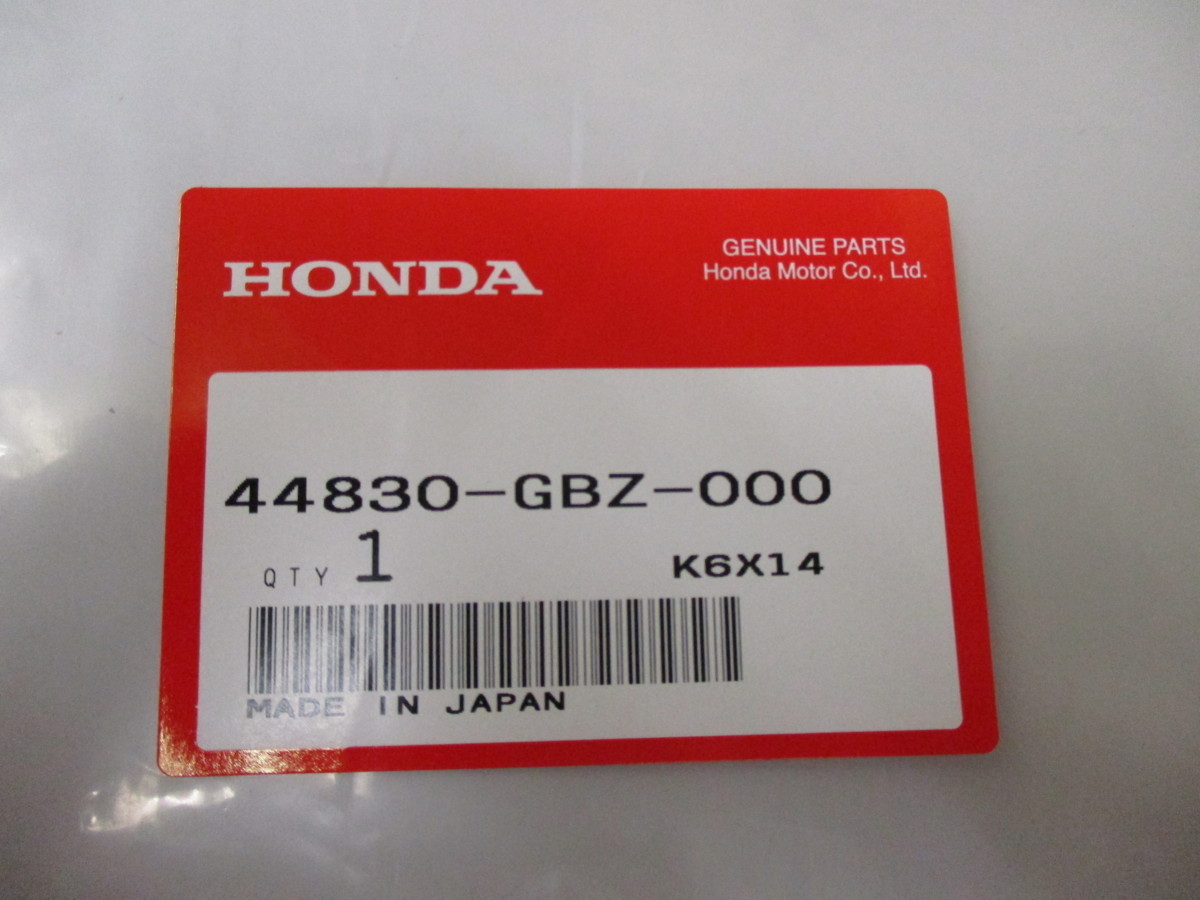 HONDA
GENUINE PARTS
Honda Motor Co., Ltd.
44830-GBZ-000
QTY 1
K6X14
MADE IN JAPAN